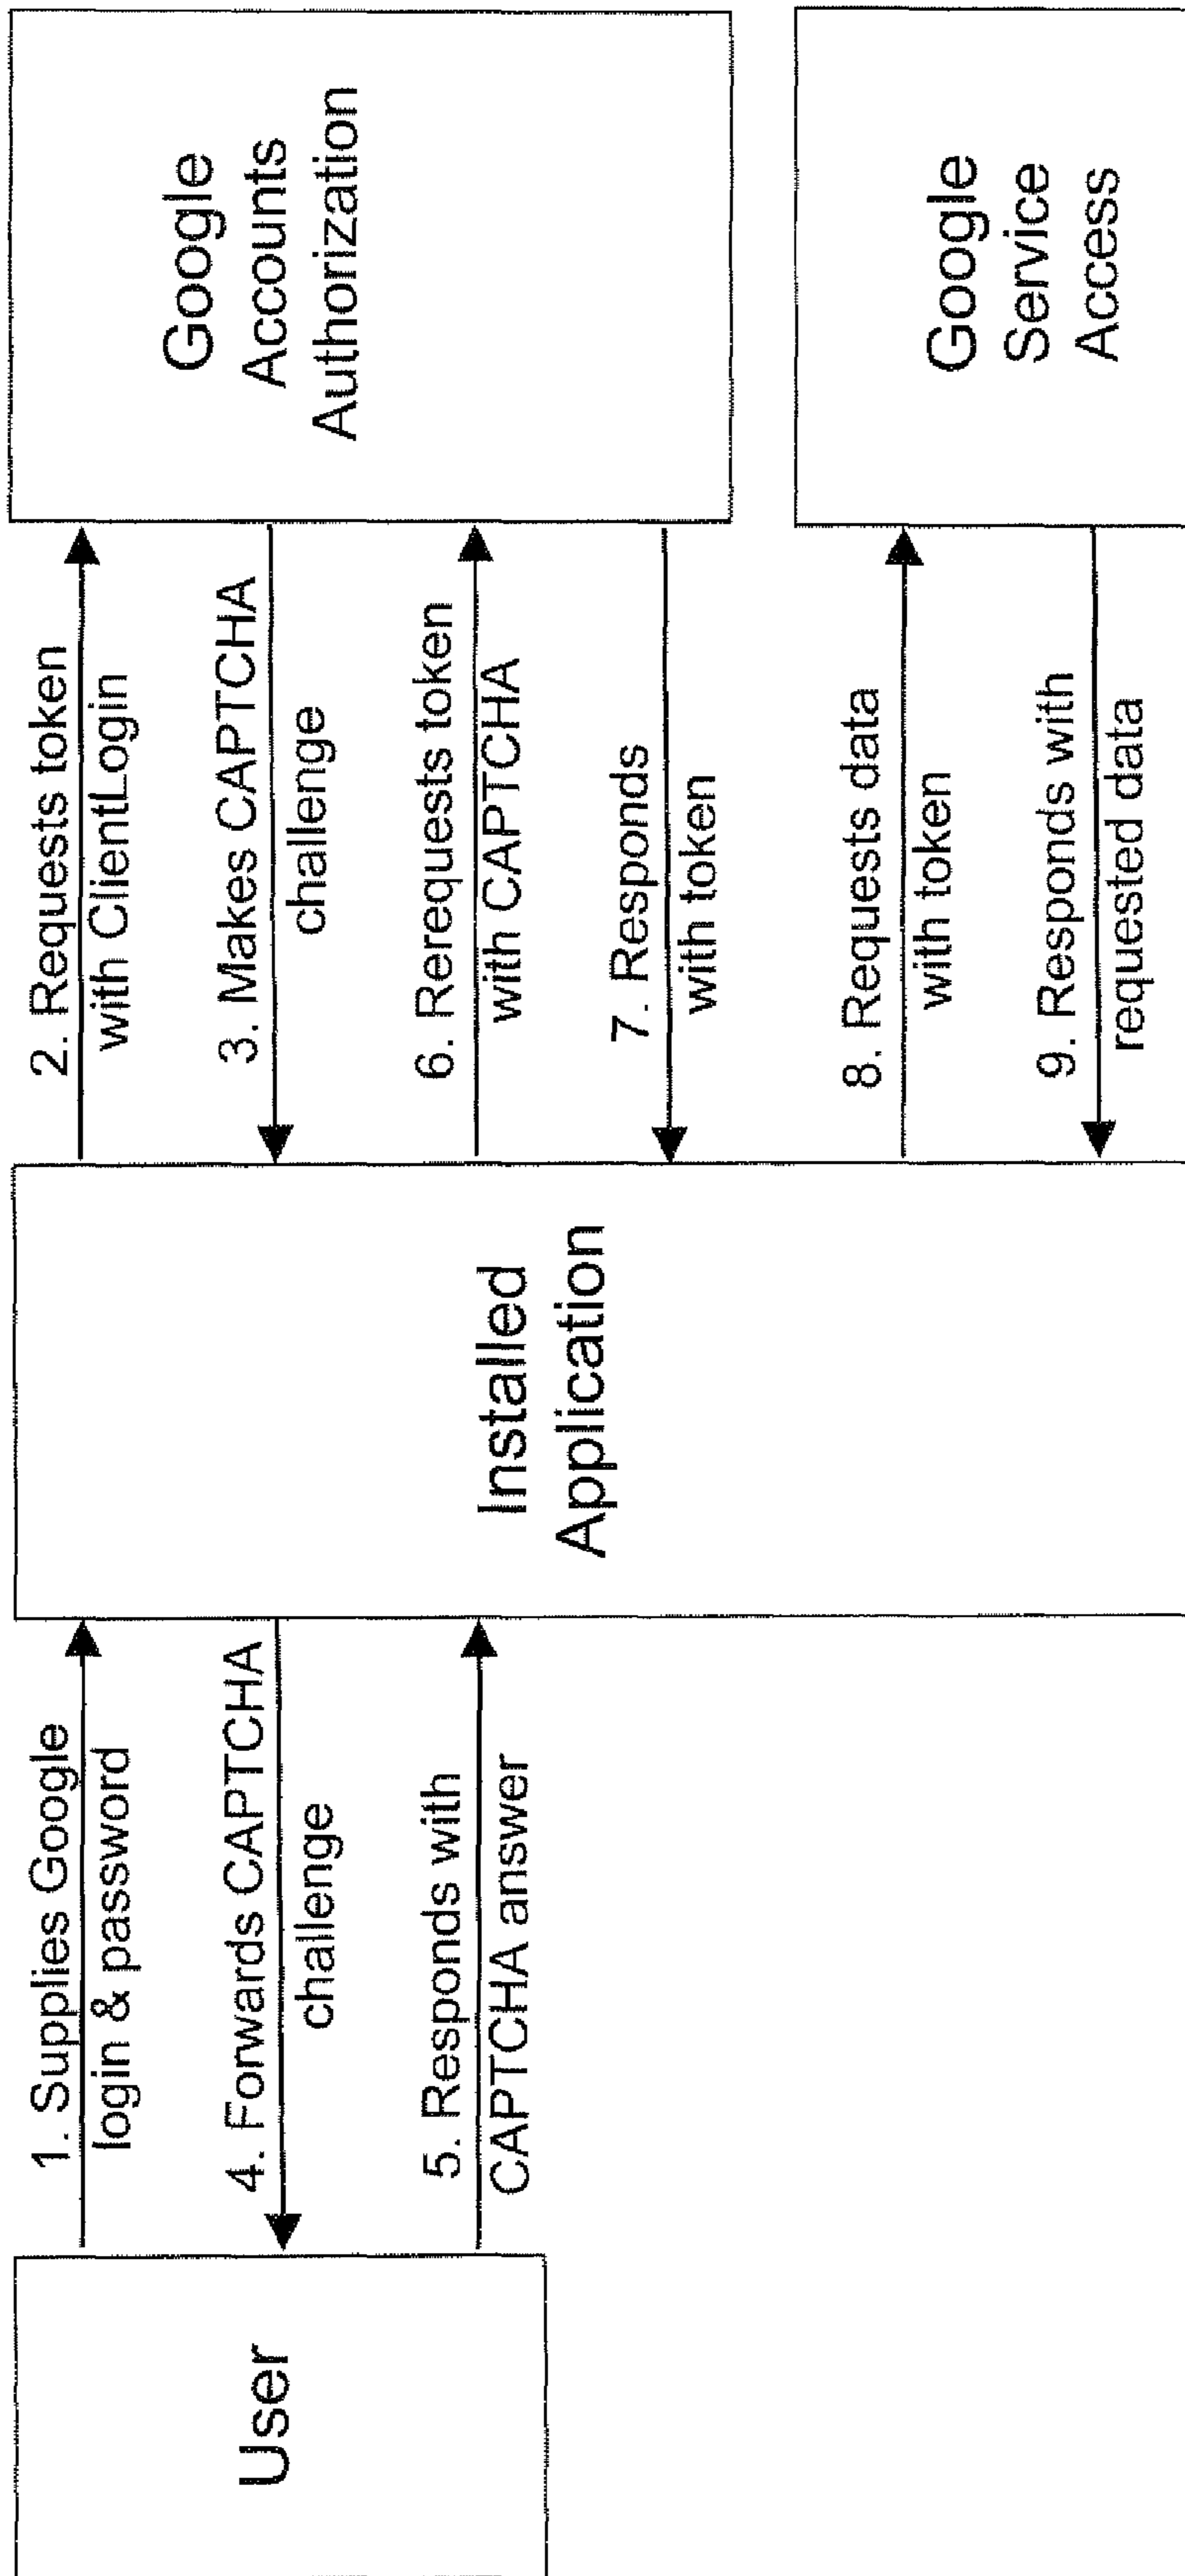 User
1. Supplies Google
login & password
4. Forwards CAPTCHA
challenge
5. Responds with
CAPTCHA answer
Installed
Application
2. Requests token
with ClientLogin
3. Makes CAPTCHA
challenge
6. Rerequests token
with CAPTCHA
7. Responds
with token
8. Requests data
with token
9. Responds with
requested data
Google
Accounts
Authorization
Google
Service
Access